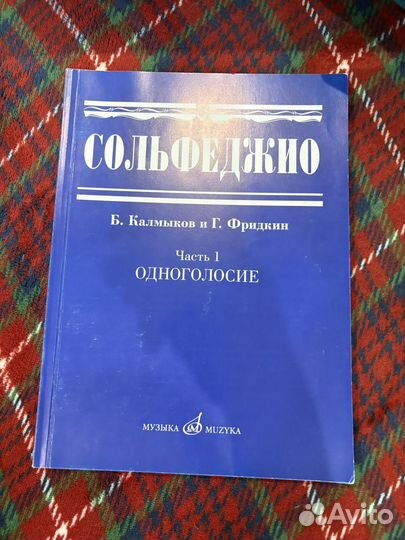 СОЛЬФЕДЖИО
Б. Калмыков и Г. Фридкин
Часть 1
ОДНОГОЛОСИЕ
МУЗЫКА MUZYKA
Avito